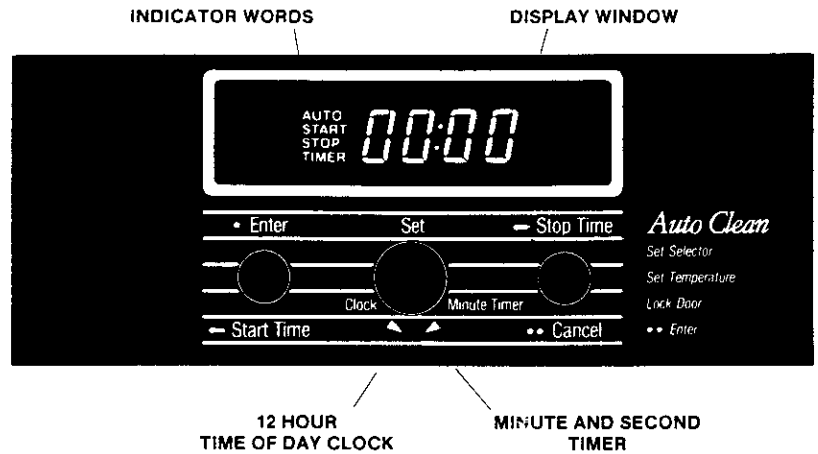 INDICATOR WORDS
DISPLAY WINDOW
AUTO
START
STOP
TIMER
00:00
• Enter
Set
Stop Time
Auto Clean
Set Selector
Set Temperature
Lock Door
•• Enter
Clock
Minute Timer
Start Time
•• Cancel
12 HOUR
TIME OF DAY CLOCK
MINUTE AND SECOND
TIMER